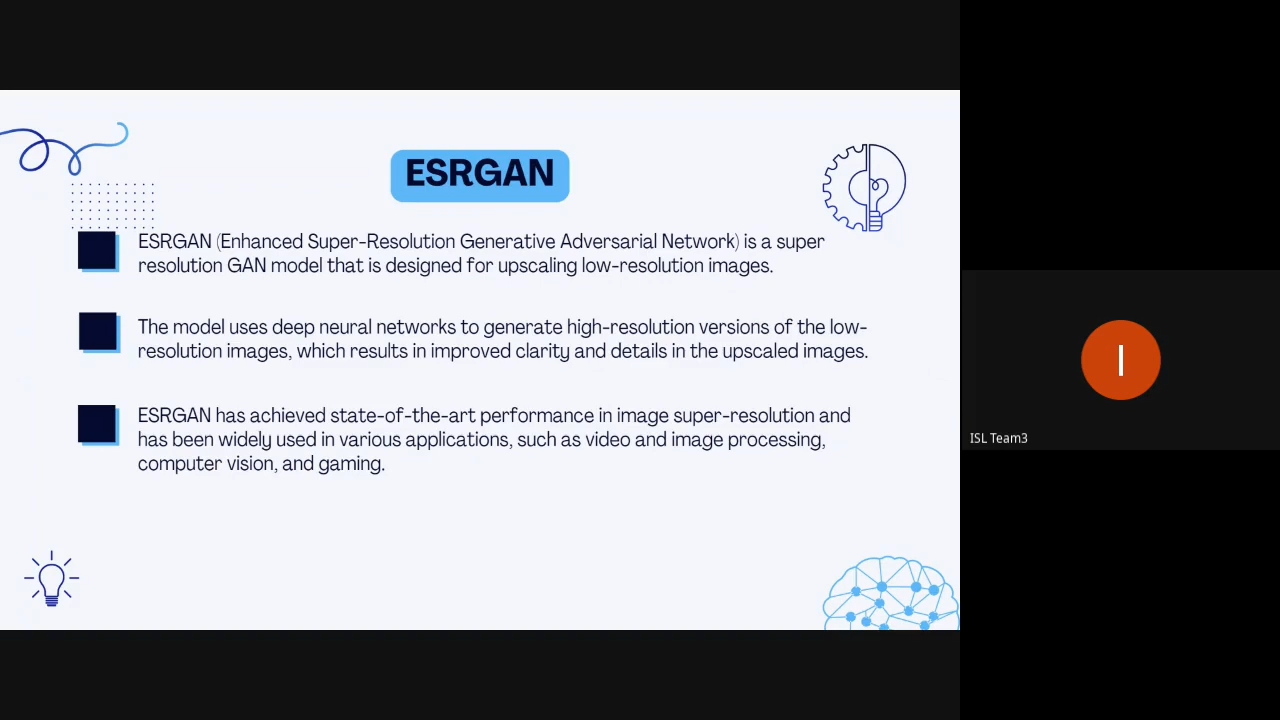 ESRGAN
ESRGAN (Enhanced Super-Resolution Generative Adversarial Network) is a super
resolution GAN model that is designed for upscaling low-resolution images.
The model uses deep neural networks to generate high-resolution versions of the low-
resolution images, which results in improved clarity and details in the upscaled images.
ESRGAN has achieved state-of-the-art performance in image super-resolution and
has been widely used in various applications, such as video and image processing,
computer vision, and gaming.
I
ISL Team3